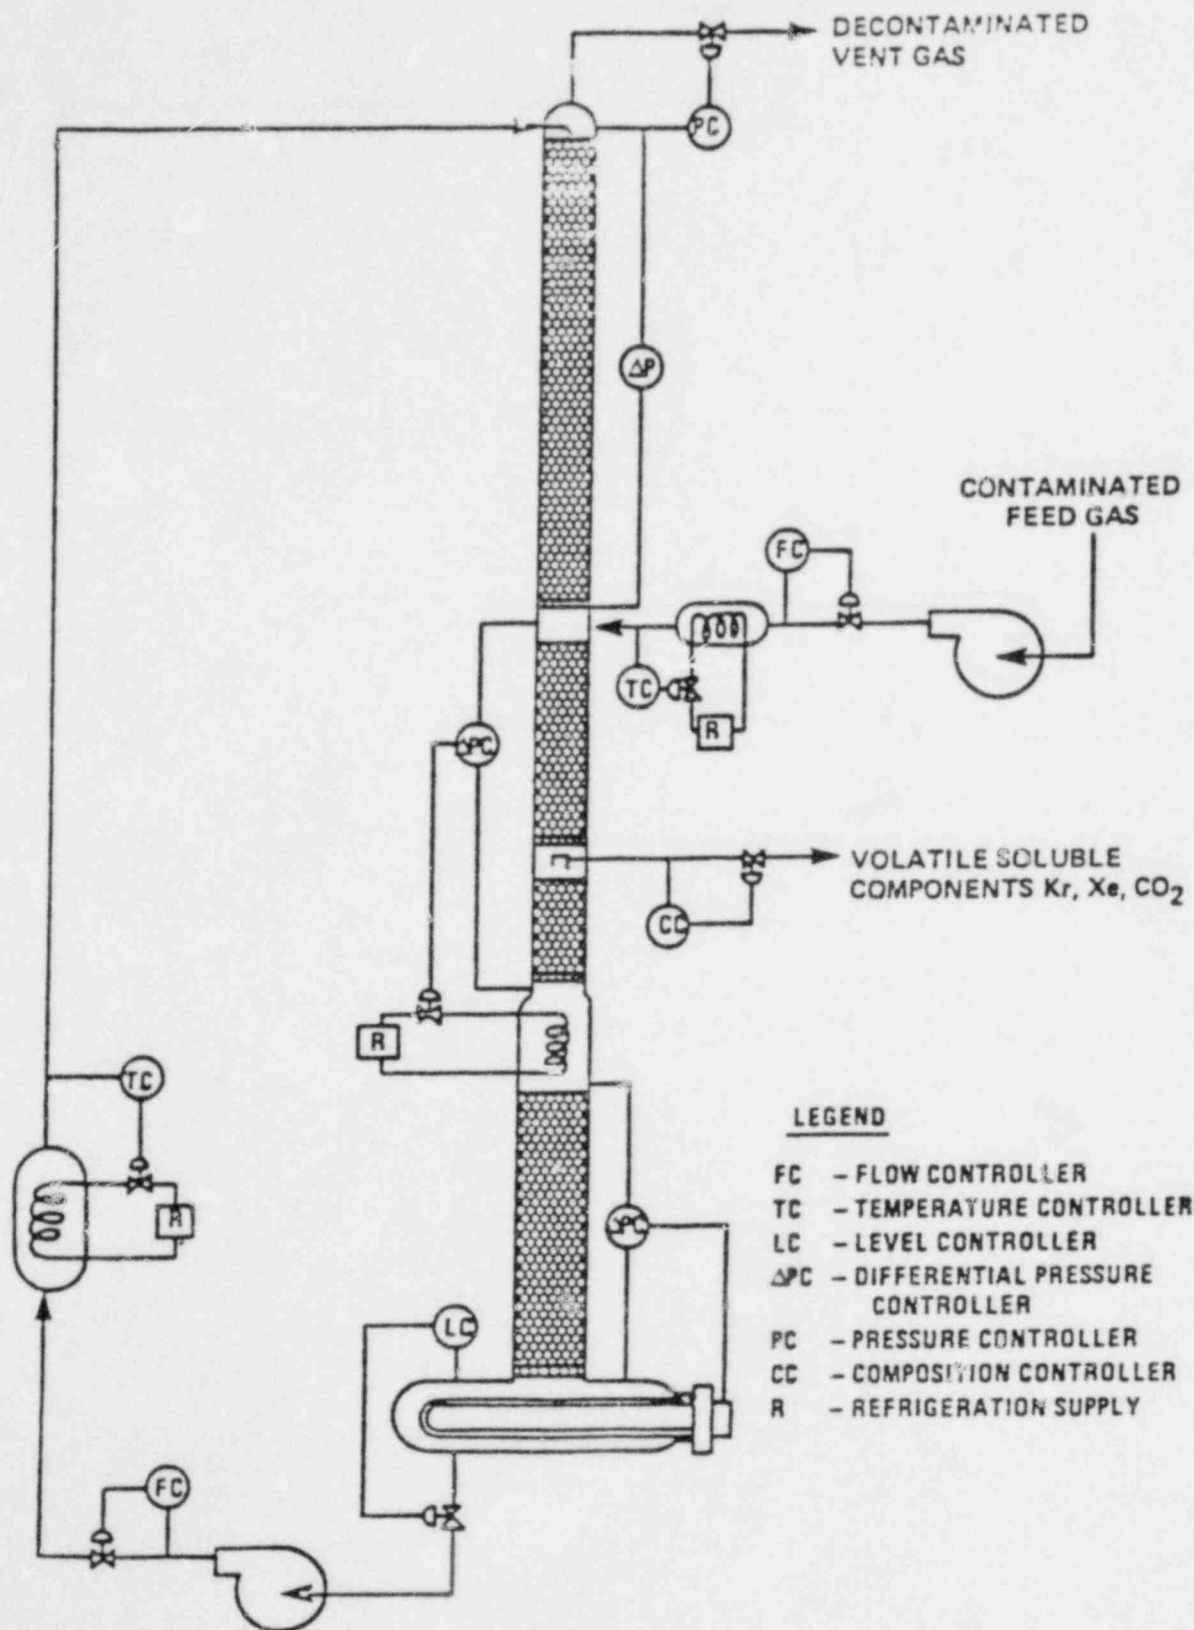 DECONTAMINATED
VENT GAS
PC
ΔP
CONTAMINATED
FEED GAS
FC
TC
R
ΔPC
VOLATILE SOLUBLE
COMPONENTS Kr, Xe, CO₂
CC
R
TC
R
ΔPC
LC
FC
LEGEND
FC – FLOW CONTROLLER
TC – TEMPERATURE CONTROLLER
LC – LEVEL CONTROLLER
ΔPC – DIFFERENTIAL PRESSURE
CONTROLLER
PC – PRESSURE CONTROLLER
CC – COMPOSITION CONTROLLER
R – REFRIGERATION SUPPLY